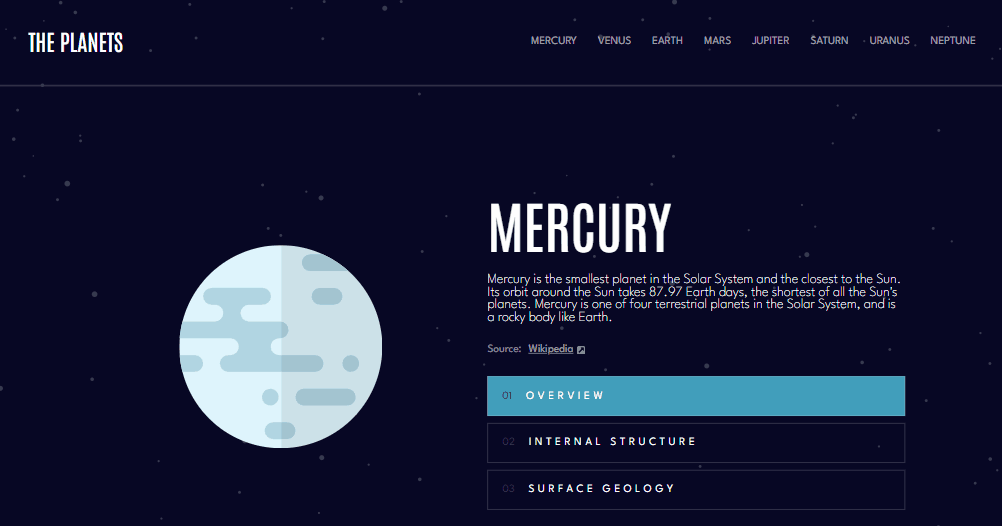 THE PLANETS
MERCURY VENUS EARTH MARS JUPITER SATURN URANUS NEPTUNE
MERCURY
Mercury is the smallest planet in the Solar System and the closest to the Sun.
Its orbit around the Sun takes 87.97 Earth days, the shortest of all the Sun's
planets. Mercury is one of four terrestrial planets in the Solar System, and is
a rocky body like Earth.
Source: Wikipedia
01 OVERVIEW
02 INTERNAL STRUCTURE
03 SURFACE GEOLOGY